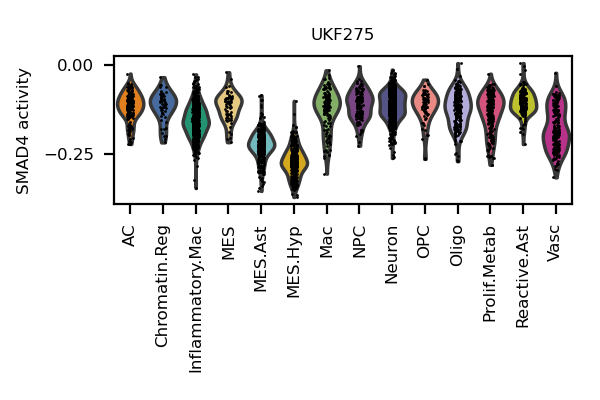 UKF275
SMAD4 activity
0.00
−0.25
AC
Chromatin.Reg
Inflammatory.Mac
MES
MES.Ast
MES.Hyp
Mac
NPC
Neuron
OPC
Oligo
Prolif.Metab
Reactive.Ast
Vasc